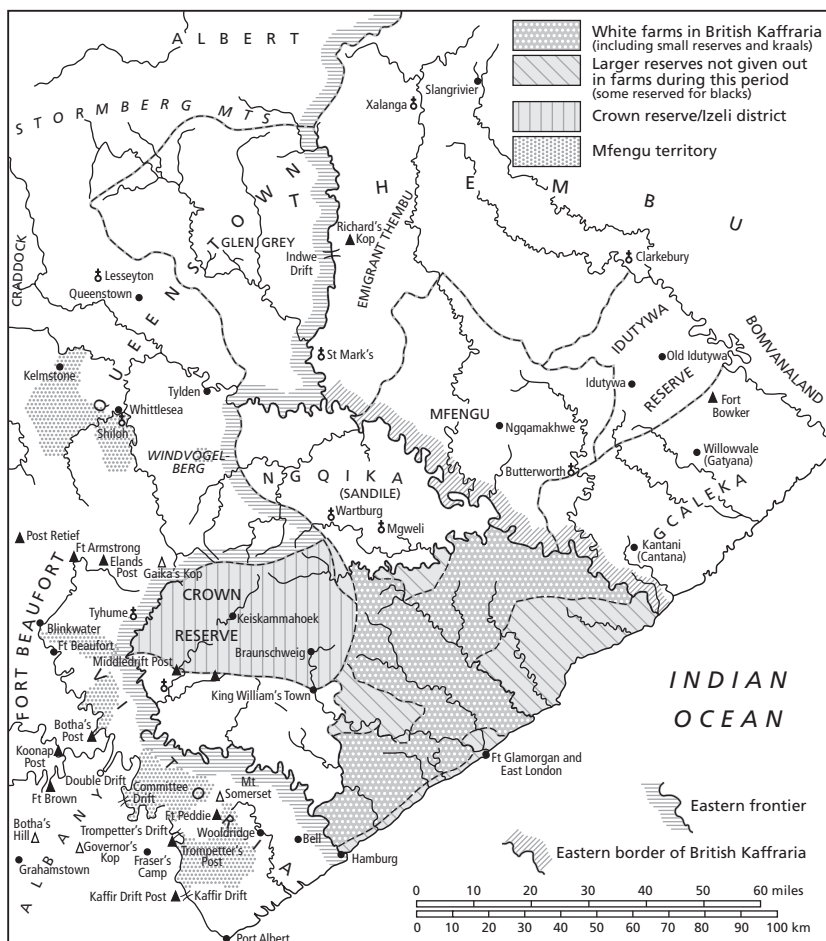 ALBERT
White farms in British Kaffraria
(including small reserves and kraals)
Larger reserves not given out
in farms during this period
(some reserved for blacks)
Crown reserve/Izeli district
Mfengu territory
Slangrivier
Xalanga
STORMBERG MTS
THEMBU
QUEENSTOWN
GLEN GREY
Richard's
Kop
Indwe
Drift
EMIGRANT THEMBU
Clarkebury
CRADDOCK
Lesseyton
Queenstown
St Mark's
IDUTYWA
RESERVE
Old Idutywa
Idutywa
BOMVANALAND
Fort
Bowker
Kelmstone
Tylden
Whittlesea
Shiloh
MFENGU
Ngqamakhwe
Butterworth
Willowvale
(Gatyana)
GCALEKA
WINDVOGEL-
BERG
NGQIKA
(SANDILE)
Wartburg
Mgweli
Kantani
(Cantana)
Post Retief
Ft Armstrong
Elands
Post
Gaika's Kop
FORT BEAUFORT
CROWN
RESERVE
Keiskammahoek
Tyhume
Blinkwater
Ft Beaufort
Braunschweig
Middledrift Post
King William's Town
INDIAN
OCEAN
VICTORIA
Botha's
Post
Koonap
Post
Double Drift
Ft Brown
Committee
Drift
Mt
Somerset
Ft Glamorgan and
East London
Eastern frontier
ALBANY
Botha's
Hill
Ft Peddie
Trompetter's Drift
Wooldridge
Bell
Governor's
Kop
Fraser's
Camp
Trompetter's
Post
Hamburg
Eastern border of British Kaffraria
Grahamstown
Kaffir Drift Post
Kaffir Drift
Port Albert
0 10 20 30 40 50 60 miles
0 10 20 30 40 50 60 70 80 90 100 km